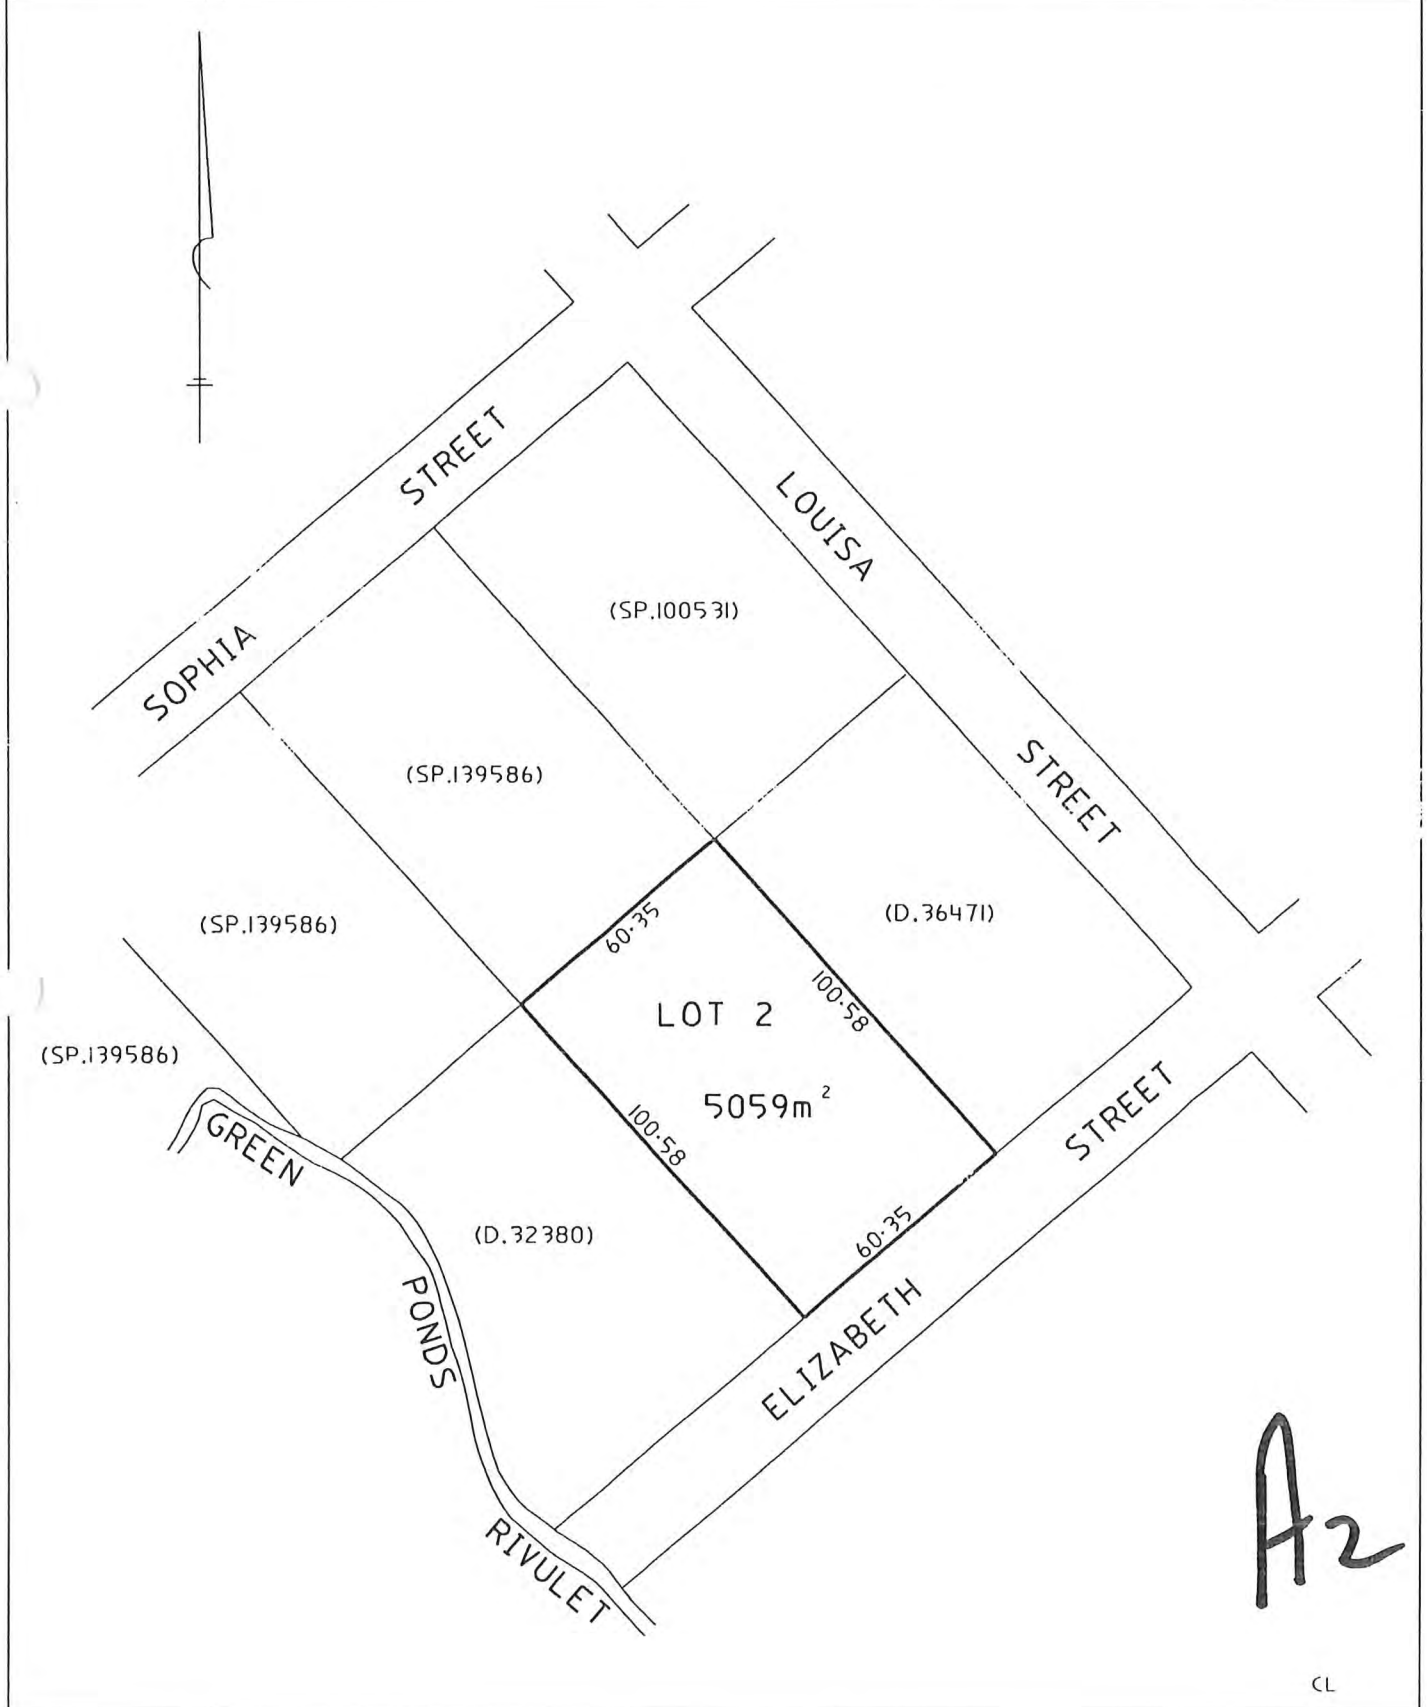 SOPHIA STREET
LOUISA STREET
(SP.100531)
(SP.139586)
(SP.139586)
(D.36471)
60·35
100·58
LOT 2
(SP.139586)
5059m²
100·58
60·35
GREEN PONDS RIVULET
(D.32380)
ELIZABETH STREET
A2
CL